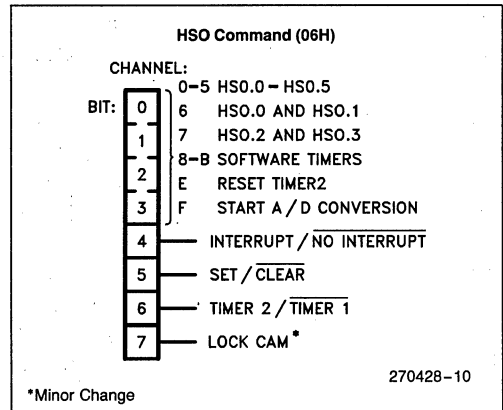 HSO Command (06H)
CHANNEL:
0-5 HSO.0 - HSO.5
BIT: 0 6 HSO.0 AND HSO.1
1 7 HSO.2 AND HSO.3
8-B SOFTWARE TIMERS
2 E RESET TIMER2
3 F START A/D CONVERSION
4 INTERRUPT/NO INTERRUPT
5 SET/CLEAR
6 TIMER 2/TIMER 1
7 LOCK CAM*
270428-10
*Minor Change